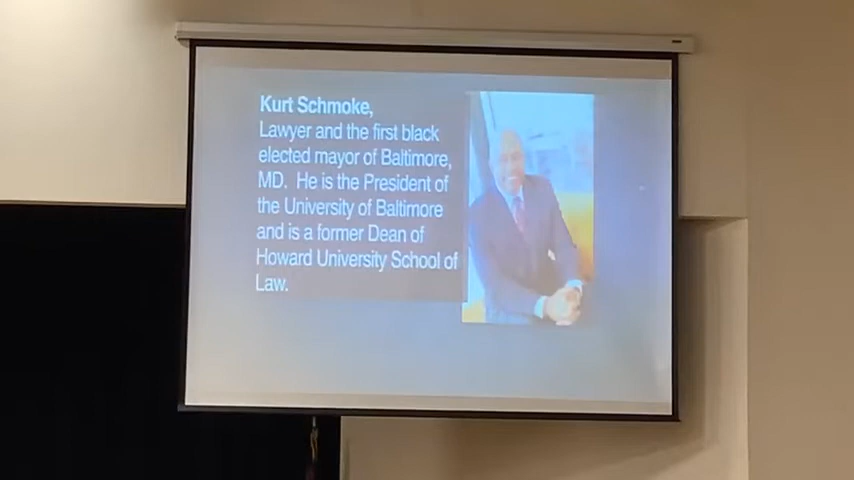 Kurt Schmoke,
Lawyer and the first black
elected mayor of Baltimore,
MD. He is the President of
the University of Baltimore
and is a former Dean of
Howard University School of
Law.